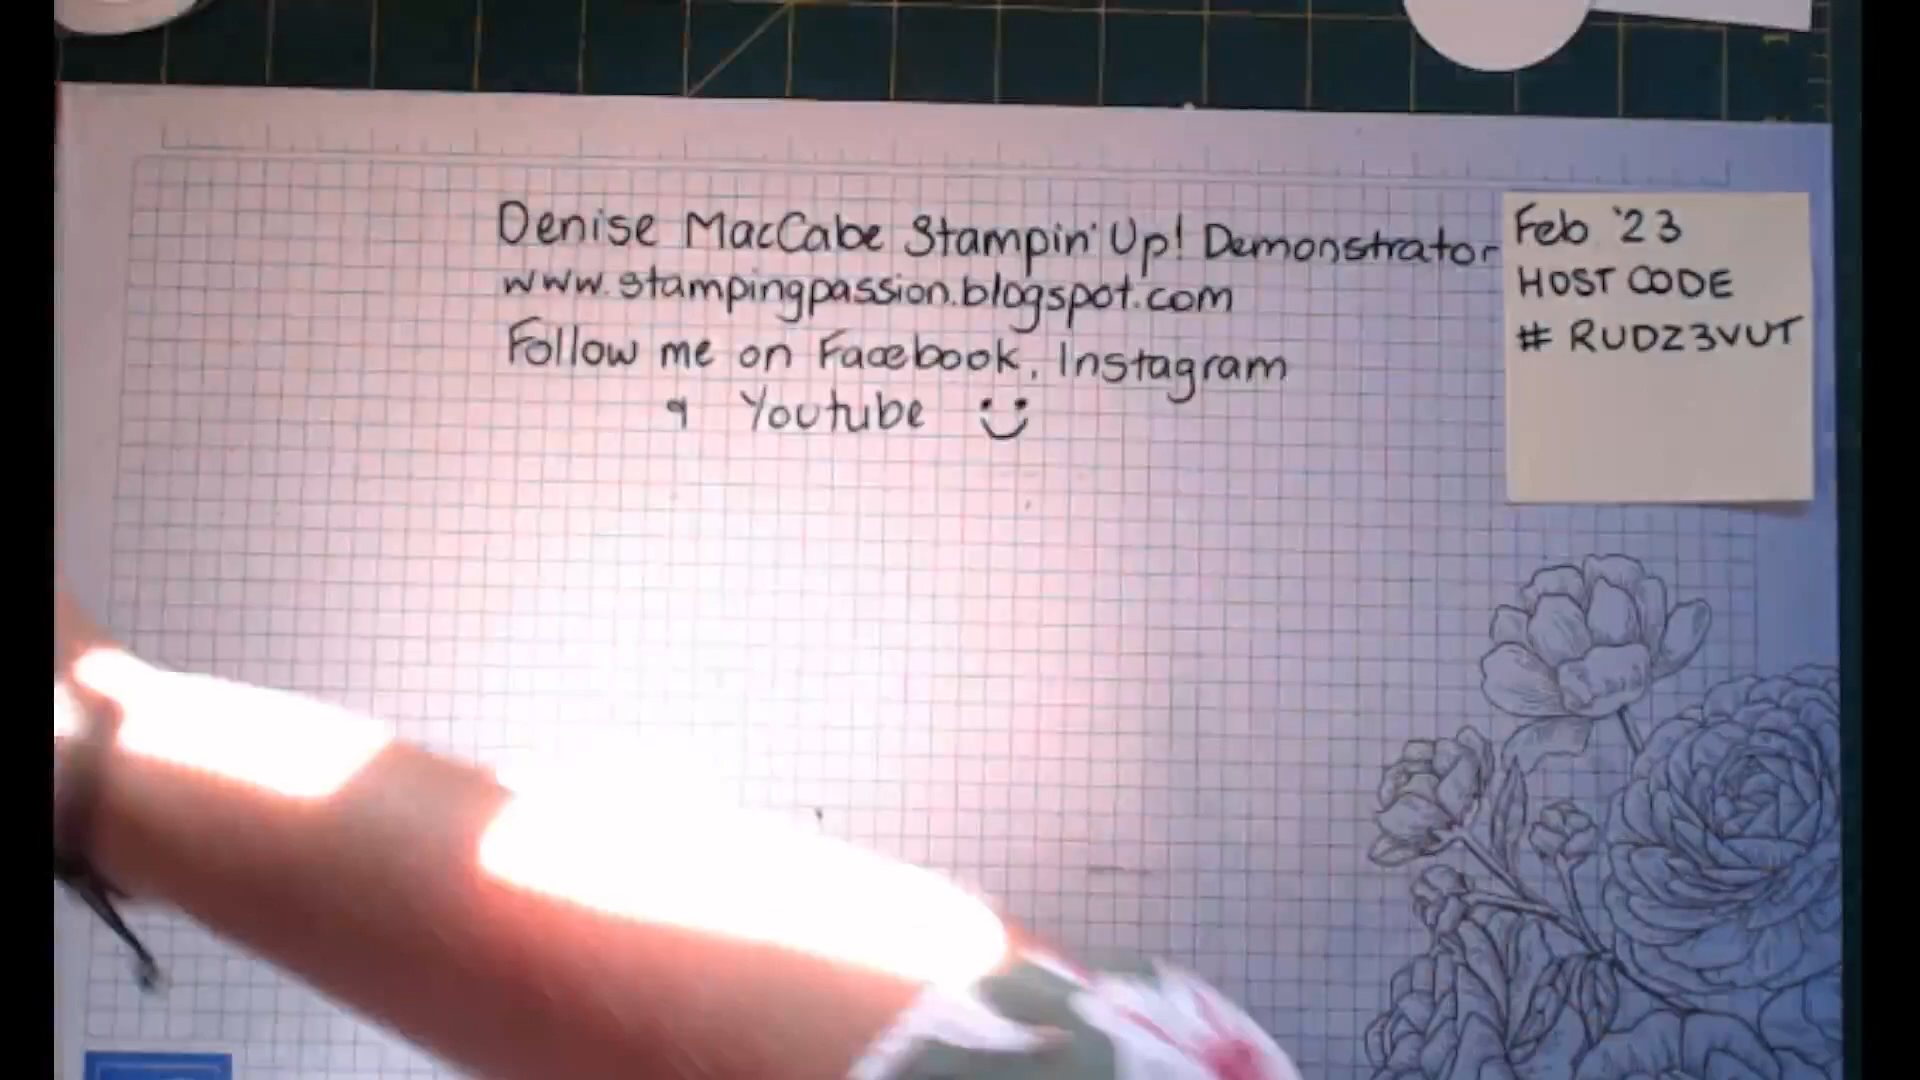 Denise MacCabe Stampin' Up! Demonstrator
www.stampingpassion.blogspot.com
Follow me on Facebook, Instagram
& Youtube
Feb '23
HOST CODE
# RUDZ3VUT